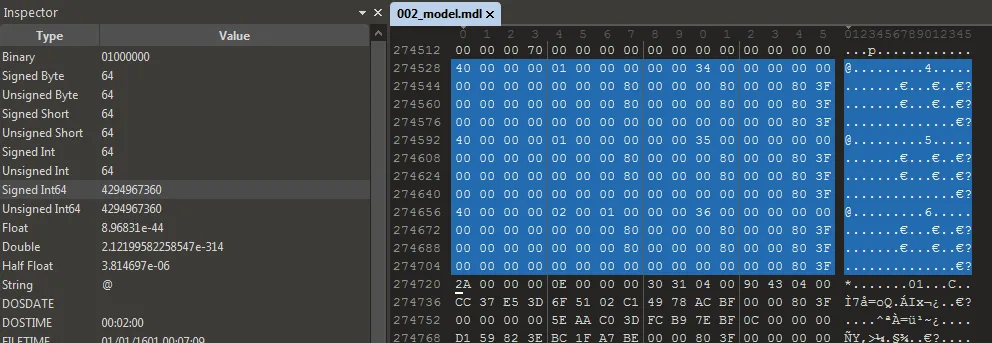 Inspector
Type Value
Binary 01000000
Signed Byte 64
Unsigned Byte 64
Signed Short 64
Unsigned Short 64
Signed Int 64
Unsigned Int 64
Signed Int64 4294967360
Unsigned Int64 4294967360
Float 8.96831e-44
Double 2.12199582258547e-314
Half Float 3.814697e-06
String @
DOSDATE
DOSTIME 00:02:00
FILETIME 01/01/1601 00:07:09
002_model.mdl
0 1 2 3 4 5 6 7 8 9 0 1 2 3 4 5 0123456789012345
274512 00 00 00 70 00 00 00 00 00 00 00 00 00 00 00 00 ...p............
274528 40 00 00 00 01 00 00 00 00 00 34 00 00 00 00 00 @.........4.....
274544 00 00 00 00 00 00 00 80 00 00 00 80 00 00 80 3F .......€...€..€?
274560 00 00 00 00 00 00 00 80 00 00 00 80 00 00 80 3F .......€...€..€?
274576 00 00 00 00 00 00 00 00 00 00 00 00 00 00 80 3F ..............€?
274592 40 00 00 00 01 00 00 00 00 00 35 00 00 00 00 00 @.........5.....
274608 00 00 00 00 00 00 00 80 00 00 00 80 00 00 80 3F .......€...€..€?
274624 00 00 00 00 00 00 00 80 00 00 00 80 00 00 80 3F .......€...€..€?
274640 00 00 00 00 00 00 00 00 00 00 00 00 00 00 80 3F ..............€?
274656 40 00 00 00 02 00 01 00 00 00 36 00 00 00 00 00 @.........6.....
274672 00 00 00 00 00 00 00 80 00 00 00 80 00 00 80 3F .......€...€..€?
274688 00 00 00 00 00 00 00 80 00 00 00 80 00 00 80 3F .......€...€..€?
274704 00 00 00 00 00 00 00 00 00 00 00 00 00 00 80 3F ..............€?
274720 2A 00 00 00 0E 00 00 00 30 31 04 00 90 43 04 00 *.......01...C..
274736 CC 37 E5 3D 6F 51 02 C1 49 78 AC BF 00 00 80 3F Ì7å=oQ.ÁIx¬¿..€?
274752 00 00 00 00 5E AA C0 3D FC B9 7E BF 0C 00 00 00 ....^ªÀ=ü¹~¿....
274768 D1 59 82 3E BC 1F A7 BE 00 00 80 3F 00 00 00 00